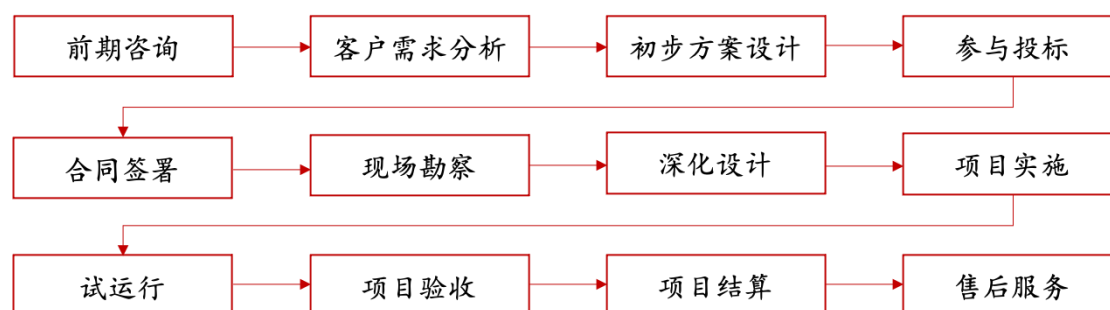 前期咨询
客户需求分析
初步方案设计
参与投标
合同签署
现场勘察
深化设计
项目实施
试运行
项目验收
项目结算
售后服务